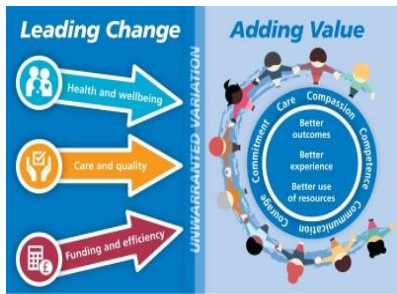 Leading Change
Health and wellbeing
Care and quality
Funding and efficiency
UNWARRANTED VARIATION
Adding Value
Commitment Care Compassion Competence Communication Courage
Better
outcomes
Better
experience
Better use
of resources